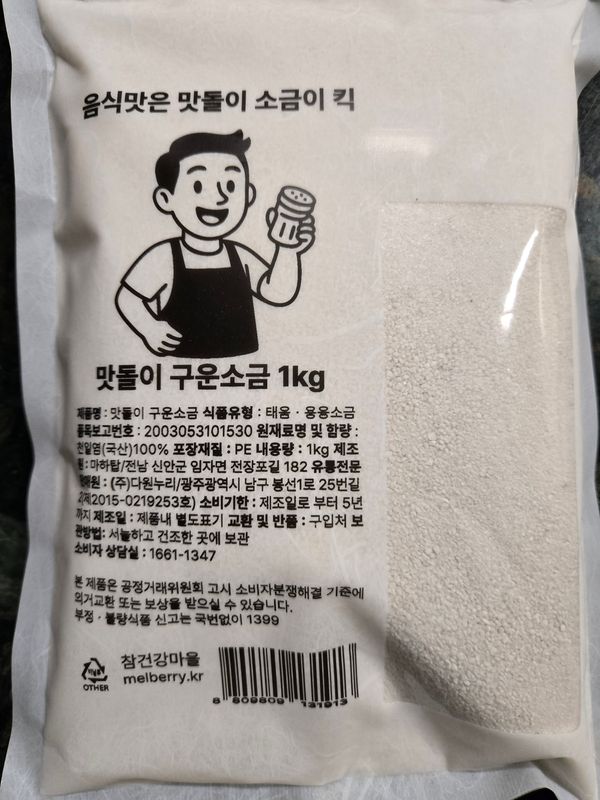 음식맛은 맛돌이 소금이 킥
맛돌이 구운소금 1kg
제품명 : 맛돌이 구운소금 식품유형 : 태움 · 용융소금
품목보고번호 : 2003053101530 원재료명 및 함량 :
천일염(국산)100% 포장재질 : PE 내용량 : 1kg 제조
원 : 마하탑/전남 신안군 임자면 전장포길 182 유통전문
판매원 : (주)다원누리/광주광역시 남구 봉선1로 25번길
2(제2015-0219253호) 소비기한 : 제조일로 부터 5년
까지 제조일 : 제품내 별도표기 교환 및 반품 : 구입처 보
관방법: 서늘하고 건조한 곳에 보관
소비자 상담실 : 1661-1347
본 제품은 공정거래위원회 고시 소비자분쟁해결 기준에
의거교환 또는 보상을 받으실 수 있습니다.
부정 · 불량식품 신고는 국번없이 1399
OTHER
참건강마을
melberry.kr
8 809809 131913